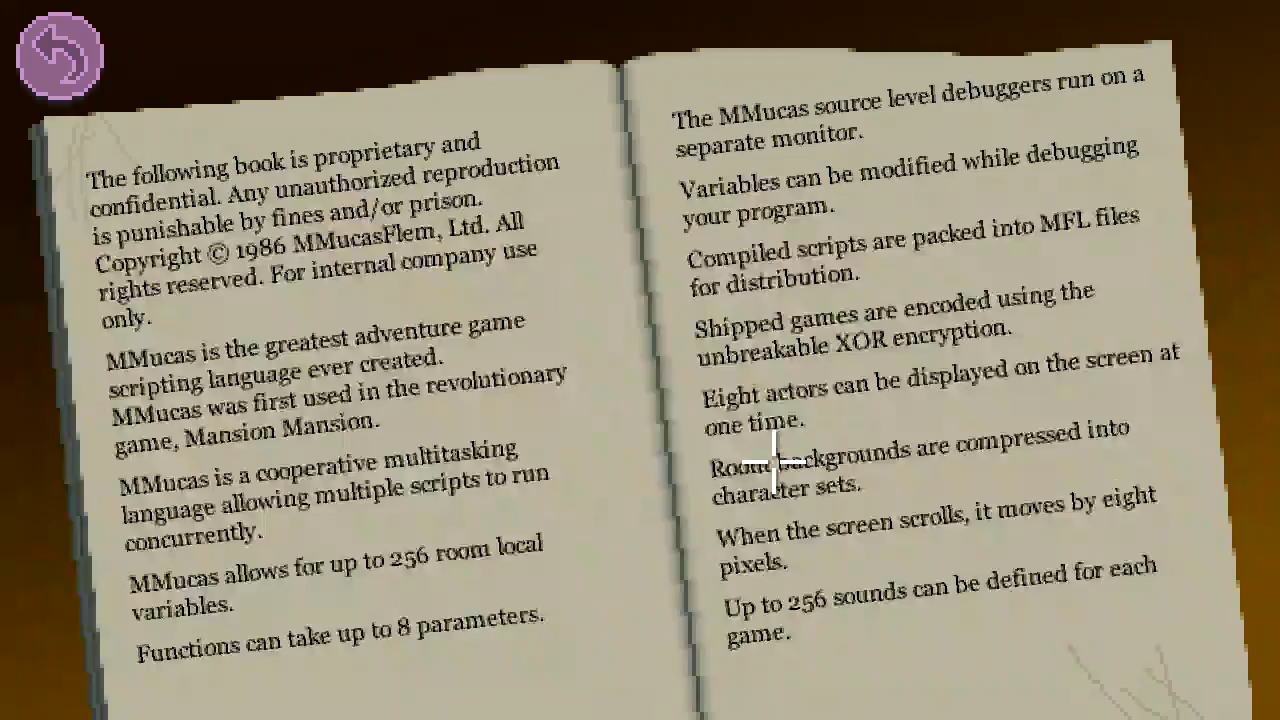 The following book is proprietary and
confidential. Any unauthorized reproduction
is punishable by fines and/or prison.
Copyright © 1986 MMucasFlem, Ltd. All
rights reserved. For internal company use
only.
MMucas is the greatest adventure game
scripting language ever created.
MMucas was first used in the revolutionary
game, Mansion Mansion.
MMucas is a cooperative multitasking
language allowing multiple scripts to run
concurrently.
MMucas allows for up to 256 room local
variables.
Functions can take up to 8 parameters.
The MMucas source level debuggers run on a
separate monitor.
Variables can be modified while debugging
your program.
Compiled scripts are packed into MFL files
for distribution.
Shipped games are encoded using the
unbreakable XOR encryption.
Eight actors can be displayed on the screen at
one time.
Room backgrounds are compressed into
character sets.
When the screen scrolls, it moves by eight
pixels.
Up to 256 sounds can be defined for each
game.